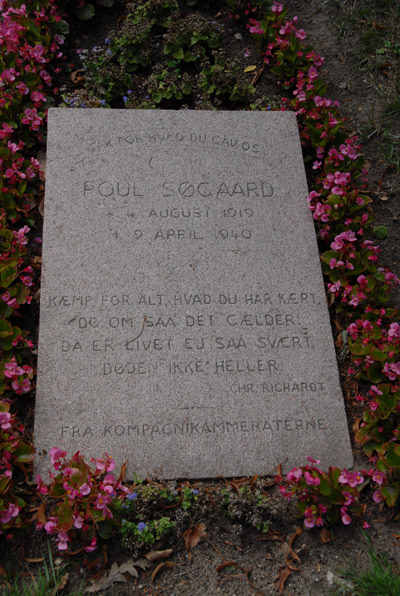 TAK FOR HVAD DU GAV OS
POUL SØGAARD
* 4 AUGUST 1919
† 9 APRIL 1940
KÆMP FOR ALT, HVAD DU HAR KÆRT,
DØ, OM SAA DET GÆLDER,
DA ER LIVET EJ SAA SVÆRT,
DØDEN IKKE HELLER
CHR. RICHARDT
FRA KOMPAGNIKAMMERATERNE